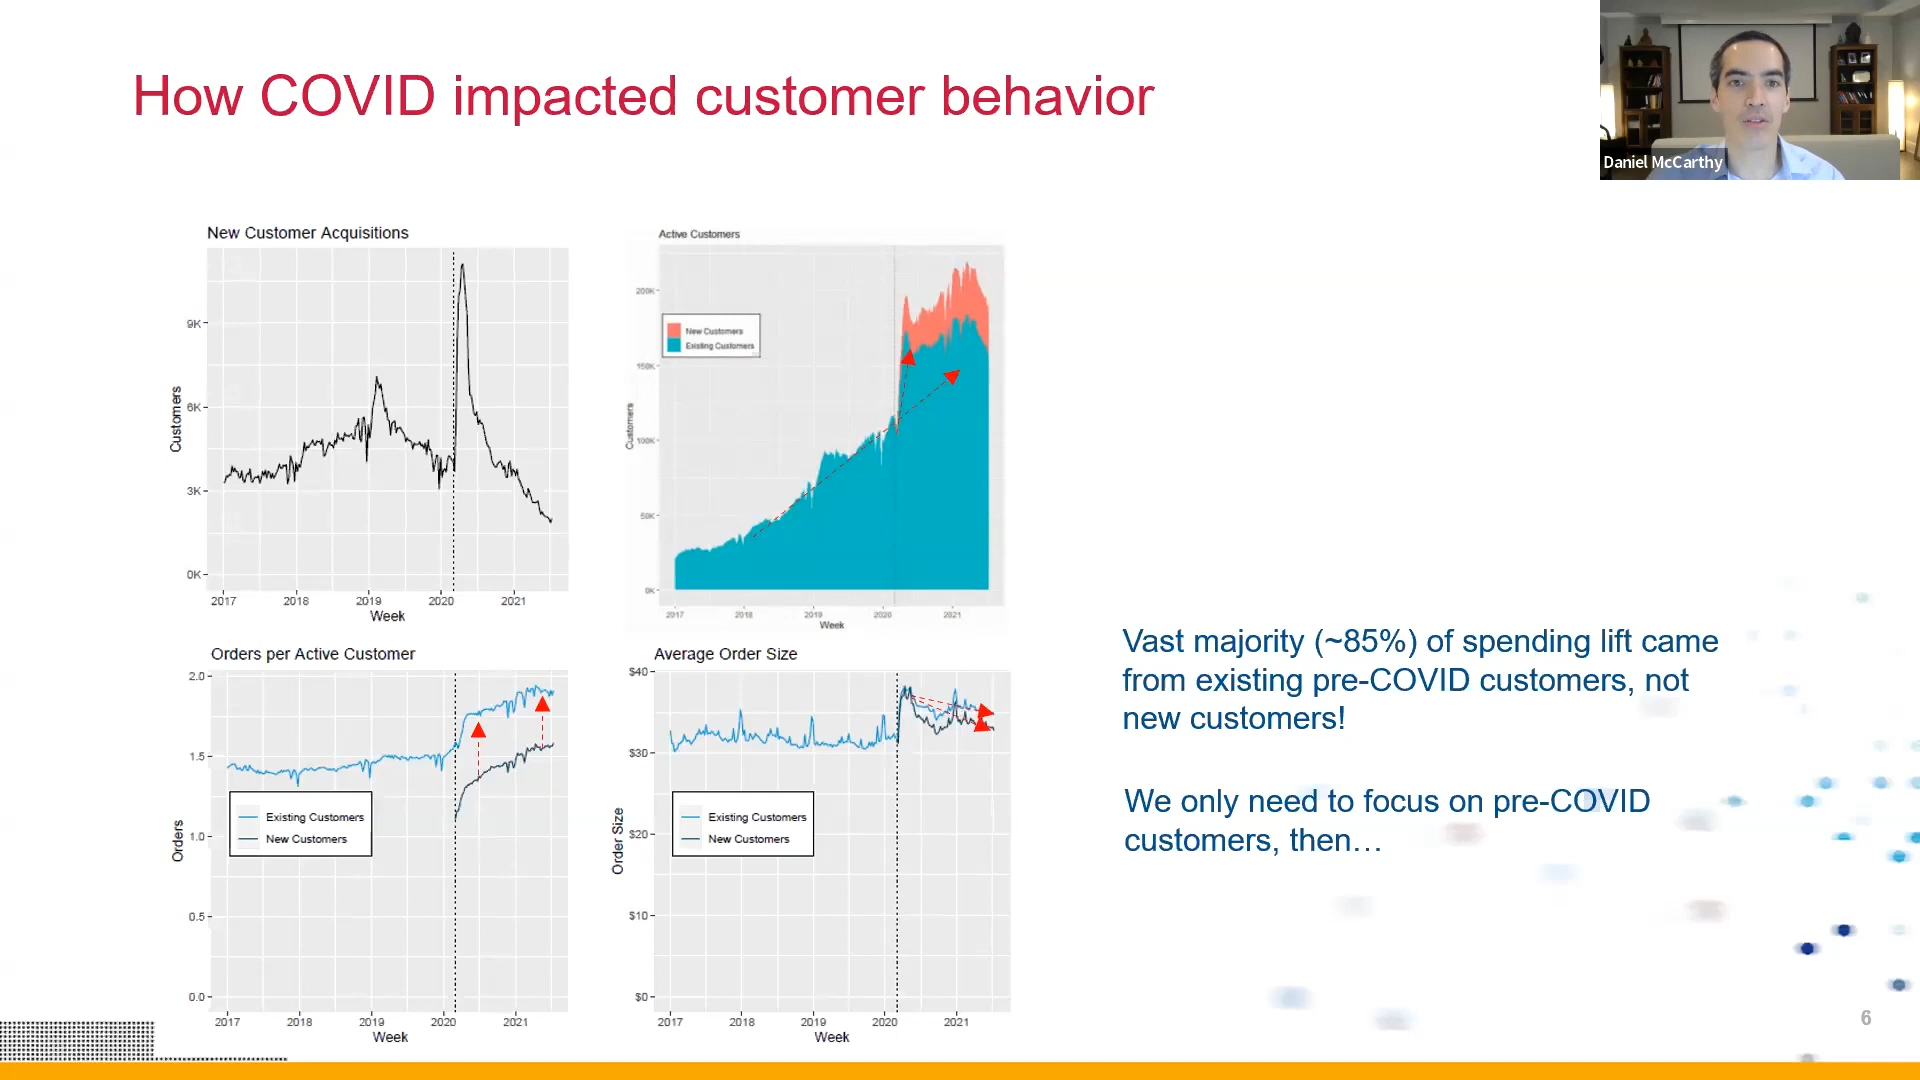 How COVID impacted customer behavior
Daniel McCarthy
New Customer Acquisitions
Customers
9K
6K
3K
0K
2017 2018 2019 2020 2021
Week
Active Customers
Customers
200K
150K
100K
50K
0K
New Customers
Existing Customers
2017 2018 2019 2020 2021
Week
Orders per Active Customer
Orders
2.0
1.5
1.0
0.5
0.0
Existing Customers
New Customers
2017 2018 2019 2020 2021
Week
Average Order Size
Order Size
$40
$30
$20
$10
$0
Existing Customers
New Customers
2017 2018 2019 2020 2021
Week
Vast majority (~85%) of spending lift came
from existing pre-COVID customers, not
new customers!
We only need to focus on pre-COVID
customers, then…
6